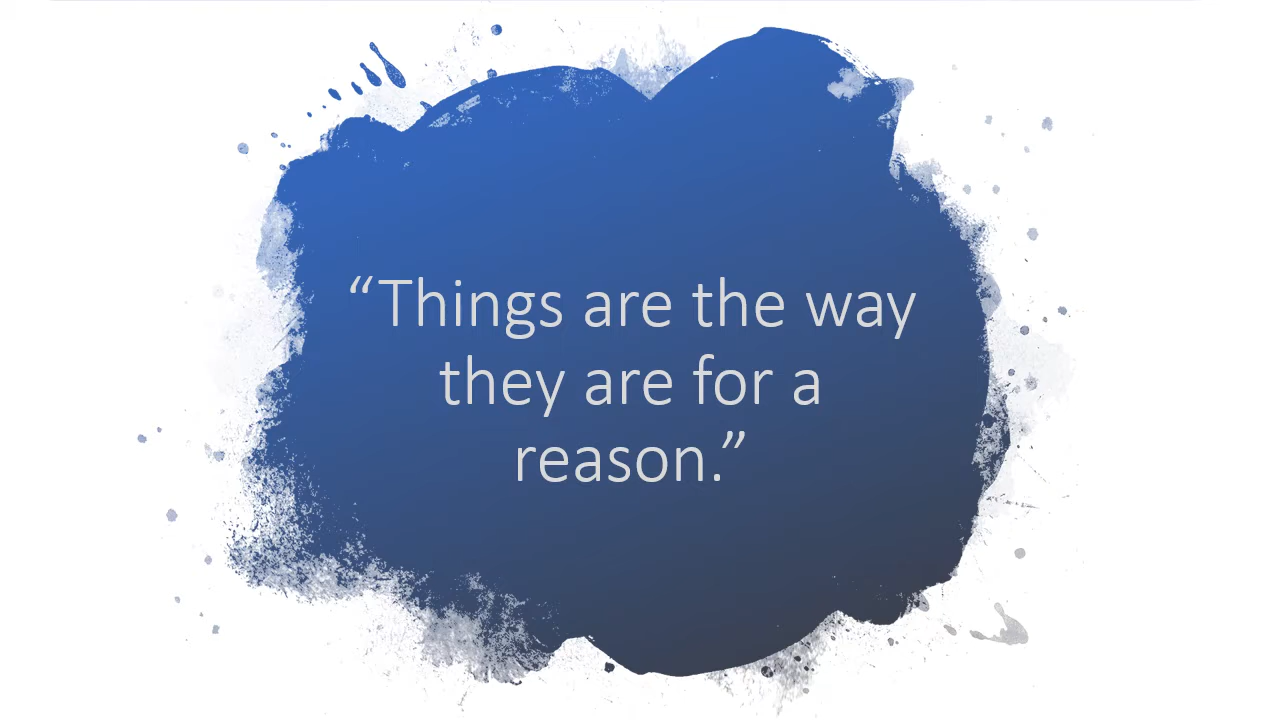 “Things are the way
they are for a
reason.”